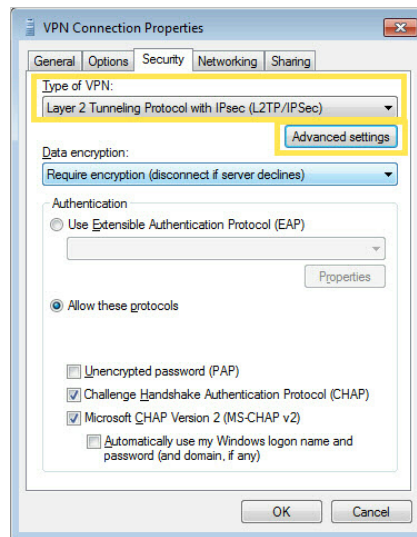 VPN Connection Properties
General Options Security Networking Sharing
Type of VPN:
Layer 2 Tunneling Protocol with IPsec (L2TP/IPSec)
Advanced settings
Data encryption:
Require encryption (disconnect if server declines)
Authentication
Use Extensible Authentication Protocol (EAP)
Properties
Allow these protocols
Unencrypted password (PAP)
Challenge Handshake Authentication Protocol (CHAP)
Microsoft CHAP Version 2 (MS-CHAP v2)
Automatically use my Windows logon name and
password (and domain, if any)
OK Cancel